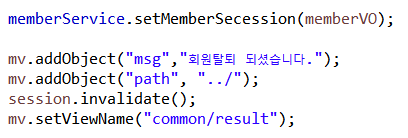 memberService.setMemberSecession(memberVO);
mv.addObject("msg","회원탈퇴 되셨습니다.");
mv.addObject("path", "../");
session.invalidate();
mv.setViewName("common/result");